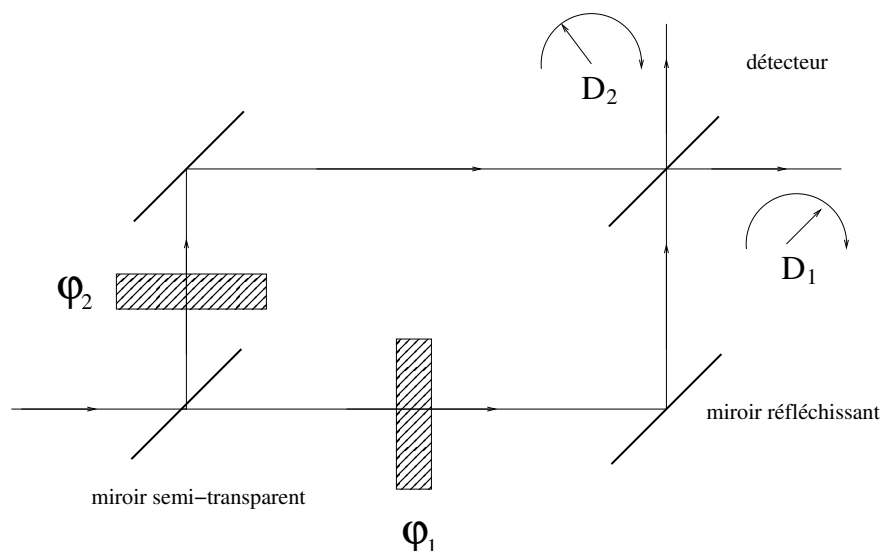 détecteur
D₂
D₁
φ₂
miroir réfléchissant
miroir semi−transparent
φ₁